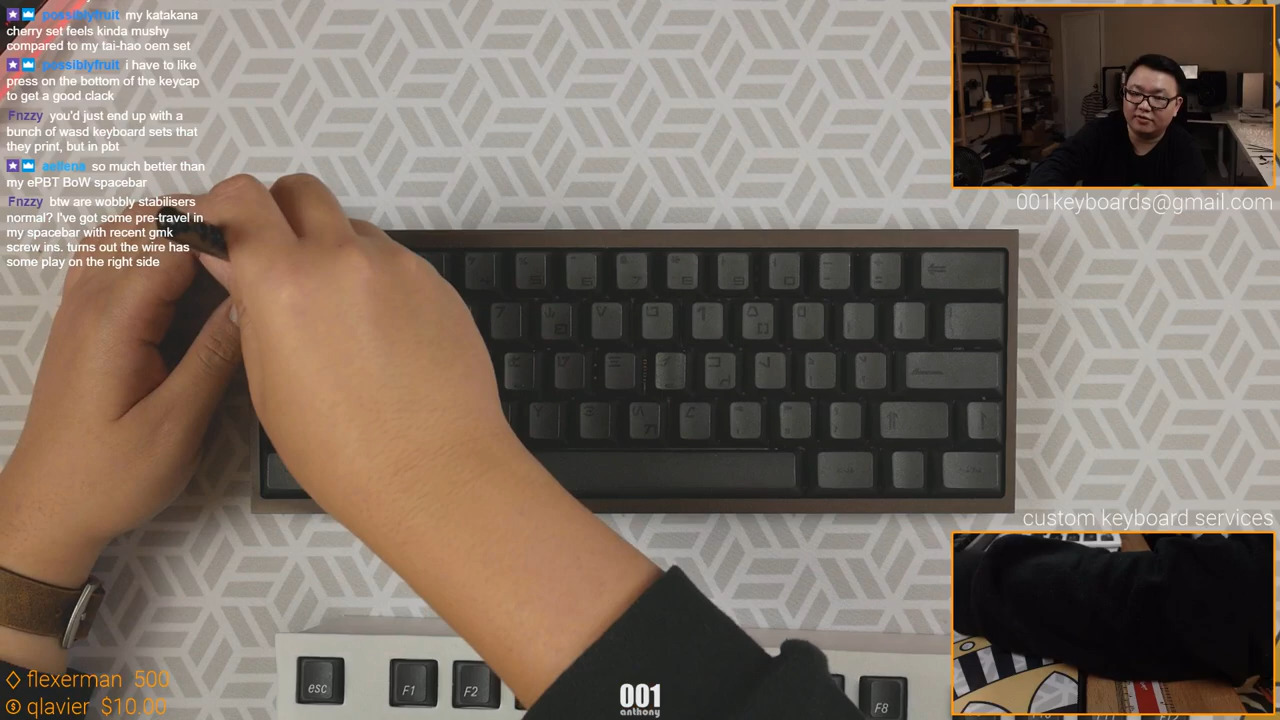 possiblyfruit my katakana
cherry set feels kinda mushy
compared to my tai-hao oem set
possiblyfruit i have to like
press on the bottom of the keycap
to get a good clack
Fnzzy you'd just end up with a
bunch of wasd keyboard sets that
they print, but in pbt
aellena so much better than
my ePBT BoW spacebar
Fnzzy btw are wobbly stabilisers
normal? I've got some pre-travel in
my spacebar with recent gmk
screw ins. turns out the wire has
some play on the right side
001keyboards@gmail.com
custom keyboard services
esc
F1
F2
F8
flexerman 500
qlavier $10.00
001
anthony